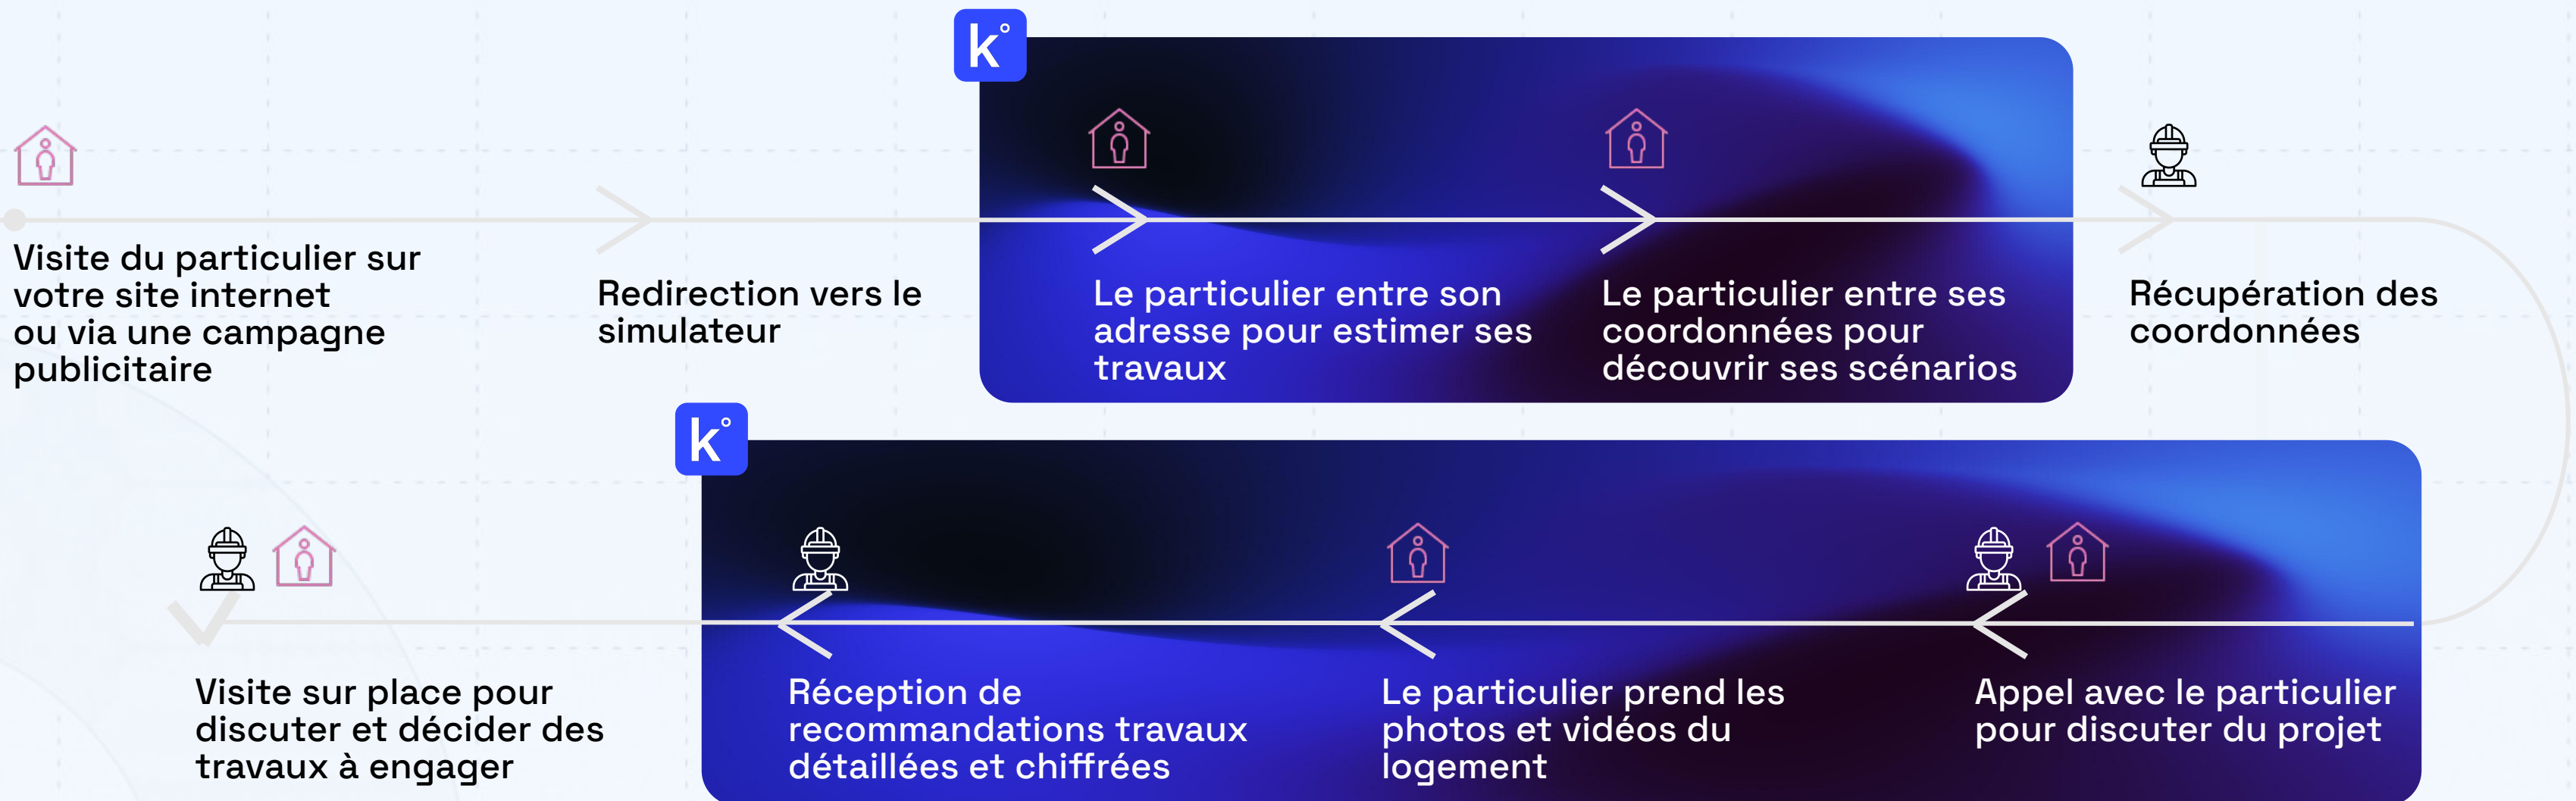 k°
Visite du particulier sur
votre site internet
ou via une campagne
publicitaire
Redirection vers le
simulateur
Le particulier entre son
adresse pour estimer ses
travaux
Le particulier entre ses
coordonnées pour
découvrir ses scénarios
Récupération des
coordonnées
k°
Appel avec le particulier
pour discuter du projet
Le particulier prend les
photos et vidéos du
logement
Réception de
recommandations travaux
détaillées et chiffrées
Visite sur place pour
discuter et décider des
travaux à engager